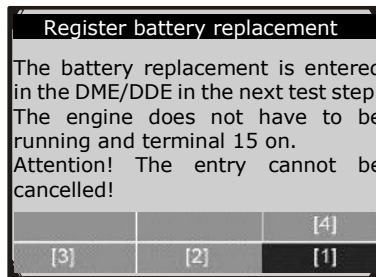 Register battery replacement
The battery replacement is entered
in the DME/DDE in the next test step
The engine does not have to be
running and terminal 15 on.
Attention! The entry cannot be
cancelled!
[4]
[3] [2] [1]